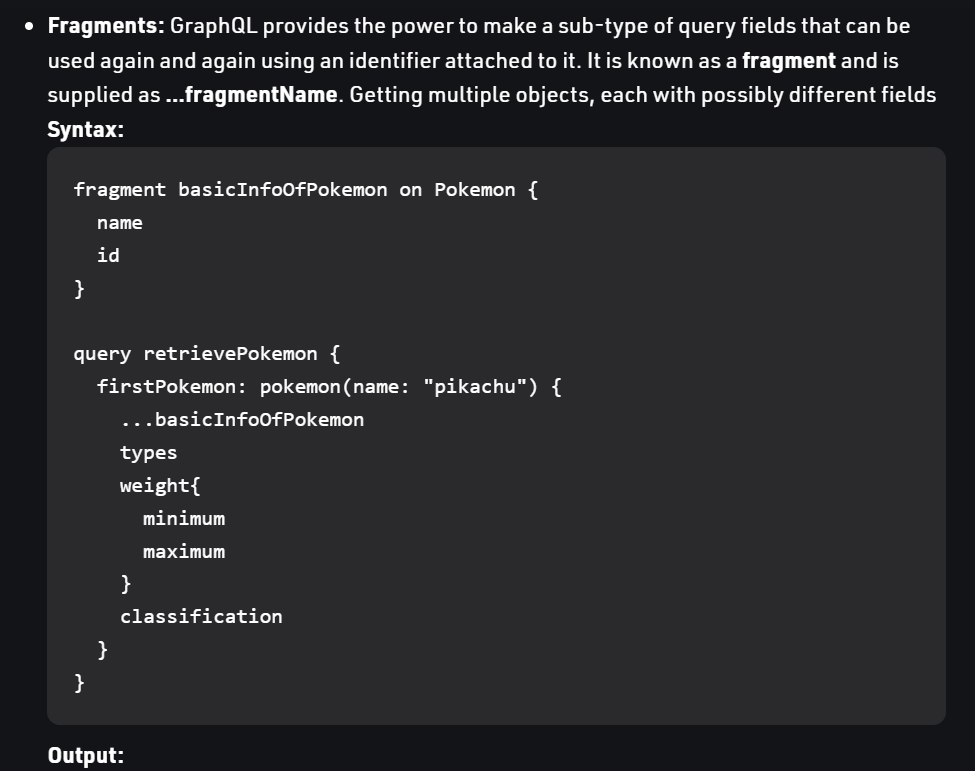 • Fragments: GraphQL provides the power to make a sub-type of query fields that can be
used again and again using an identifier attached to it. It is known as a fragment and is
supplied as ...fragmentName. Getting multiple objects, each with possibly different fields
Syntax:
fragment basicInfoOfPokemon on Pokemon {
  name
  id
}

query retrievePokemon {
  firstPokemon: pokemon(name: "pikachu") {
    ...basicInfoOfPokemon
    types
    weight{
      minimum
      maximum
    }
    classification
  }
}
Output: